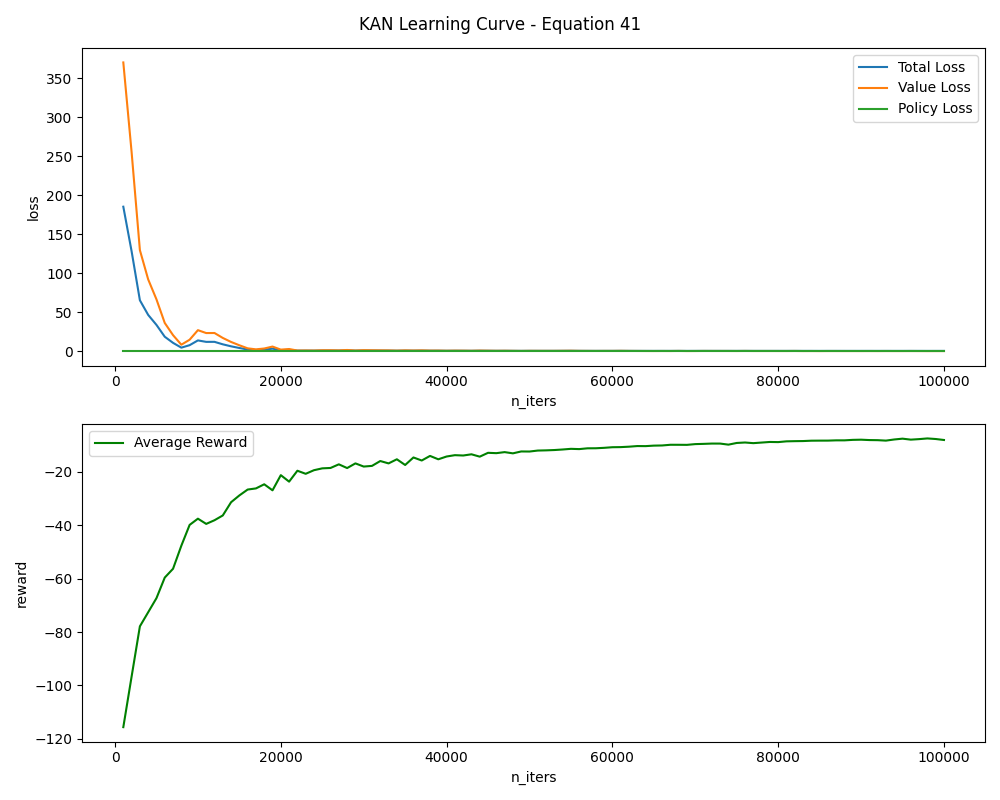 KAN Learning Curve - Equation 41
350
300
250
200
150
100
50
0
loss
Total Loss
Value Loss
Policy Loss
0 20000 40000 60000 80000 100000
n_iters
Average Reward
−20
−40
−60
−80
−100
−120
reward
0 20000 40000 60000 80000 100000
n_iters